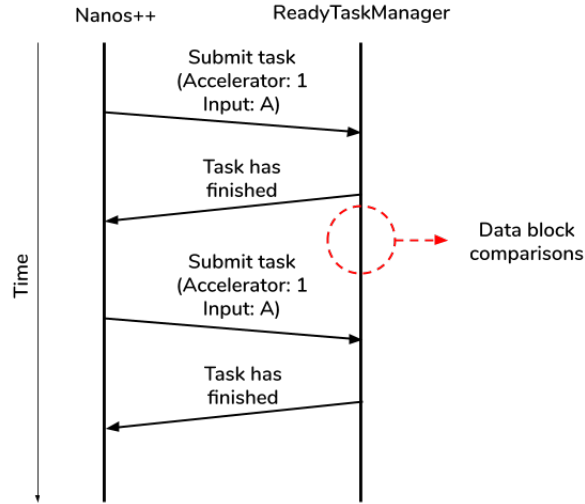 Nanos++
ReadyTaskManager
Submit task
(Accelerator: 1
Input: A)
Task has
finished
Data block
comparisons
Submit task
(Accelerator: 1
Input: A)
Time
Task has
finished